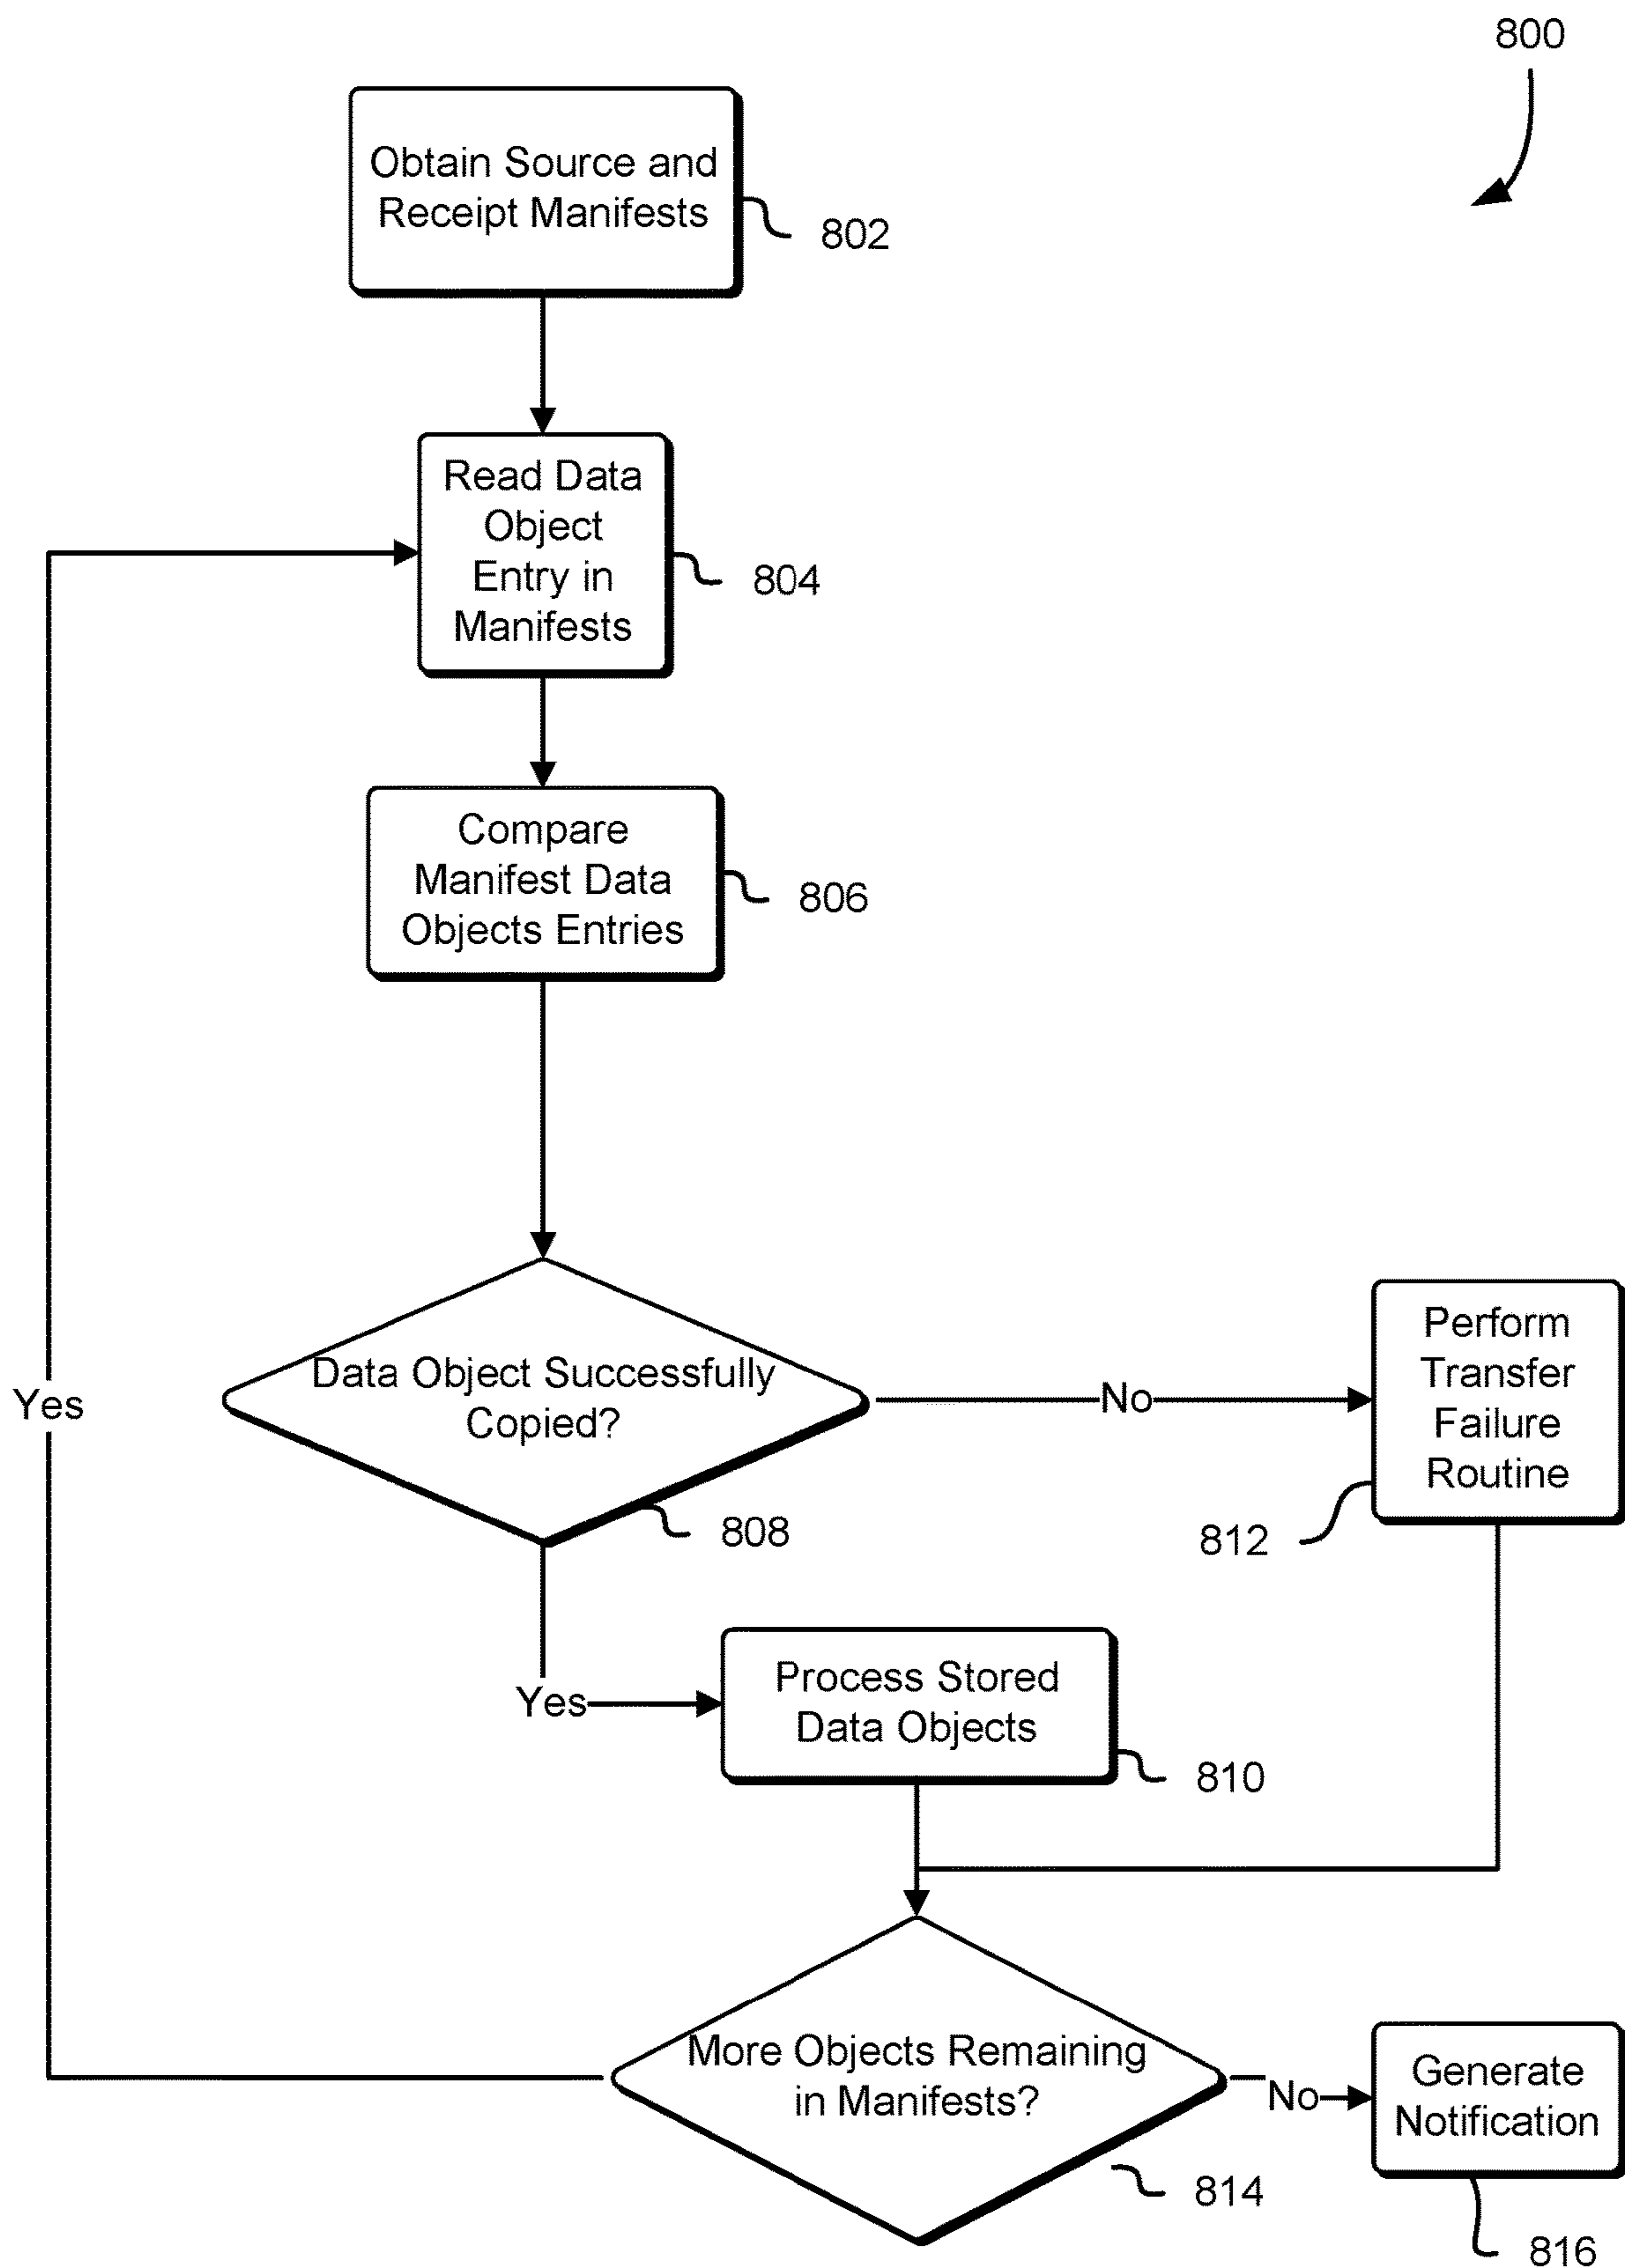 800
Obtain Source and
Receipt Manifests
802
Read Data
Object
Entry in
Manifests
804
Compare
Manifest Data
Objects Entries
806
Data Object Successfully
Copied?
808
No
Perform
Transfer
Failure
Routine
812
Yes
Yes
Process Stored
Data Objects
810
More Objects Remaining
in Manifests?
814
No
Generate
Notification
816